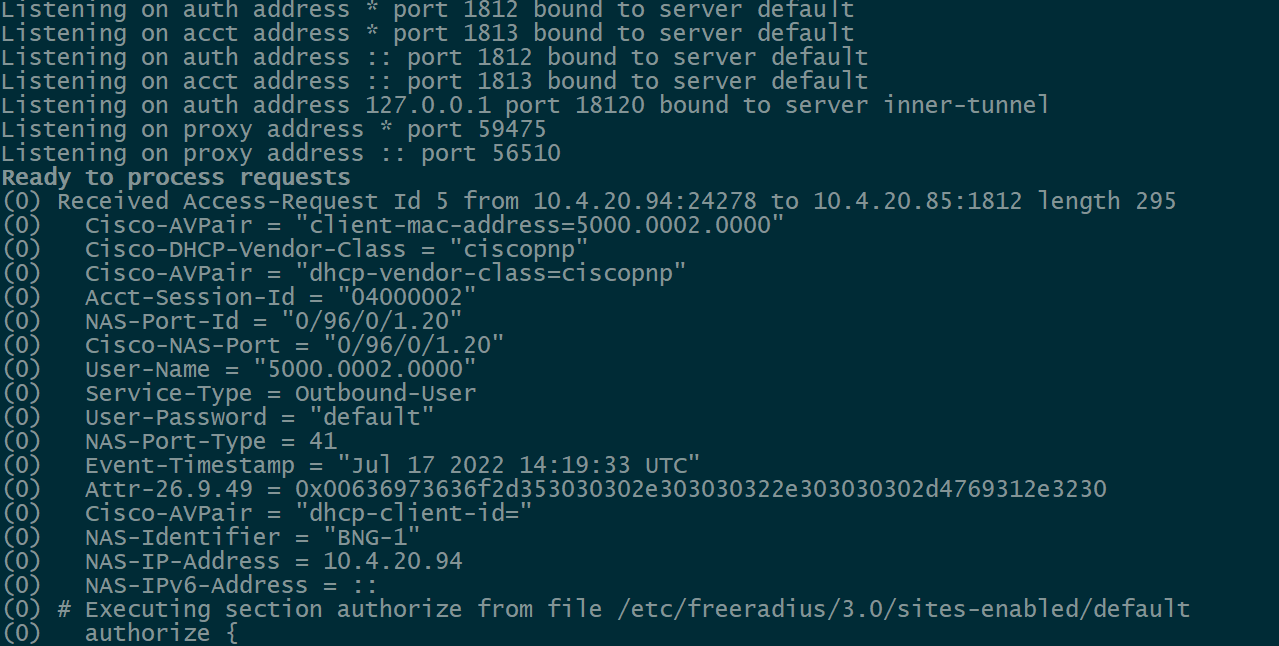 Listening on auth address * port 1812 bound to server default
Listening on acct address * port 1813 bound to server default
Listening on auth address :: port 1812 bound to server default
Listening on acct address :: port 1813 bound to server default
Listening on auth address 127.0.0.1 port 18120 bound to server inner-tunnel
Listening on proxy address * port 59475
Listening on proxy address :: port 56510
Ready to process requests
(0) Received Access-Request Id 5 from 10.4.20.94:24278 to 10.4.20.85:1812 length 295
(0)   Cisco-AVPair = "client-mac-address=5000.0002.0000"
(0)   Cisco-DHCP-Vendor-Class = "ciscopnp"
(0)   Cisco-AVPair = "dhcp-vendor-class=ciscopnp"
(0)   Acct-Session-Id = "04000002"
(0)   NAS-Port-Id = "0/96/0/1.20"
(0)   Cisco-NAS-Port = "0/96/0/1.20"
(0)   User-Name = "5000.0002.0000"
(0)   Service-Type = Outbound-User
(0)   User-Password = "default"
(0)   NAS-Port-Type = 41
(0)   Event-Timestamp = "Jul 17 2022 14:19:33 UTC"
(0)   Attr-26.9.49 = 0x00636973636f2d353030302e303030322e303030302d4769312e3230
(0)   Cisco-AVPair = "dhcp-client-id="
(0)   NAS-Identifier = "BNG-1"
(0)   NAS-IP-Address = 10.4.20.94
(0)   NAS-IPv6-Address = ::
(0) # Executing section authorize from file /etc/freeradius/3.0/sites-enabled/default
(0)   authorize {